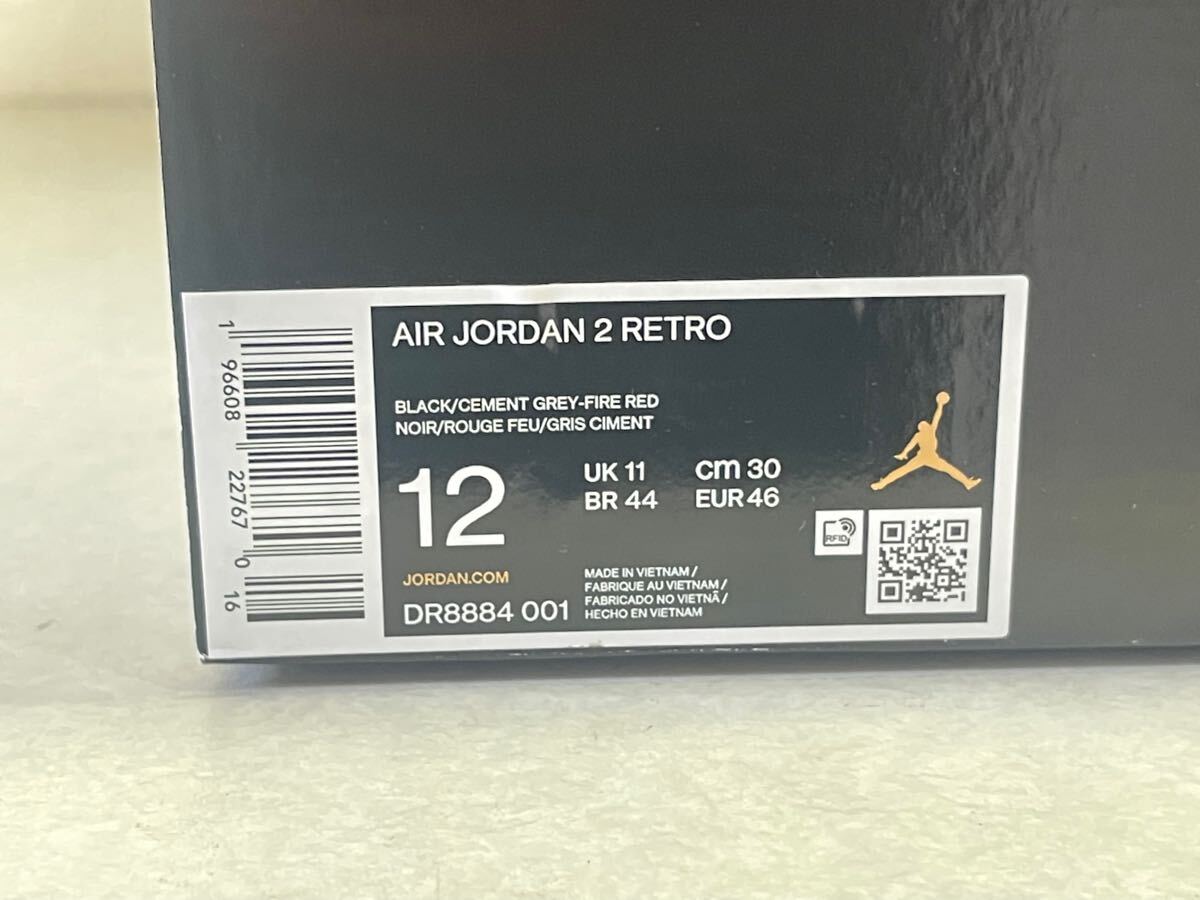 AIR JORDAN 2 RETRO
BLACK/CEMENT GREY-FIRE RED
NOIR/ROUGE FEU/GRIS CIMENT
12
UK 11 cm 30
BR 44 EUR 46
JORDAN.COM
DR8884 001
MADE IN VIETNAM /
FABRIQUE AU VIETNAM /
FABRICADO NO VIETNÃ /
HECHO EN VIETNAM
RFID
1 96608 22767 0 16